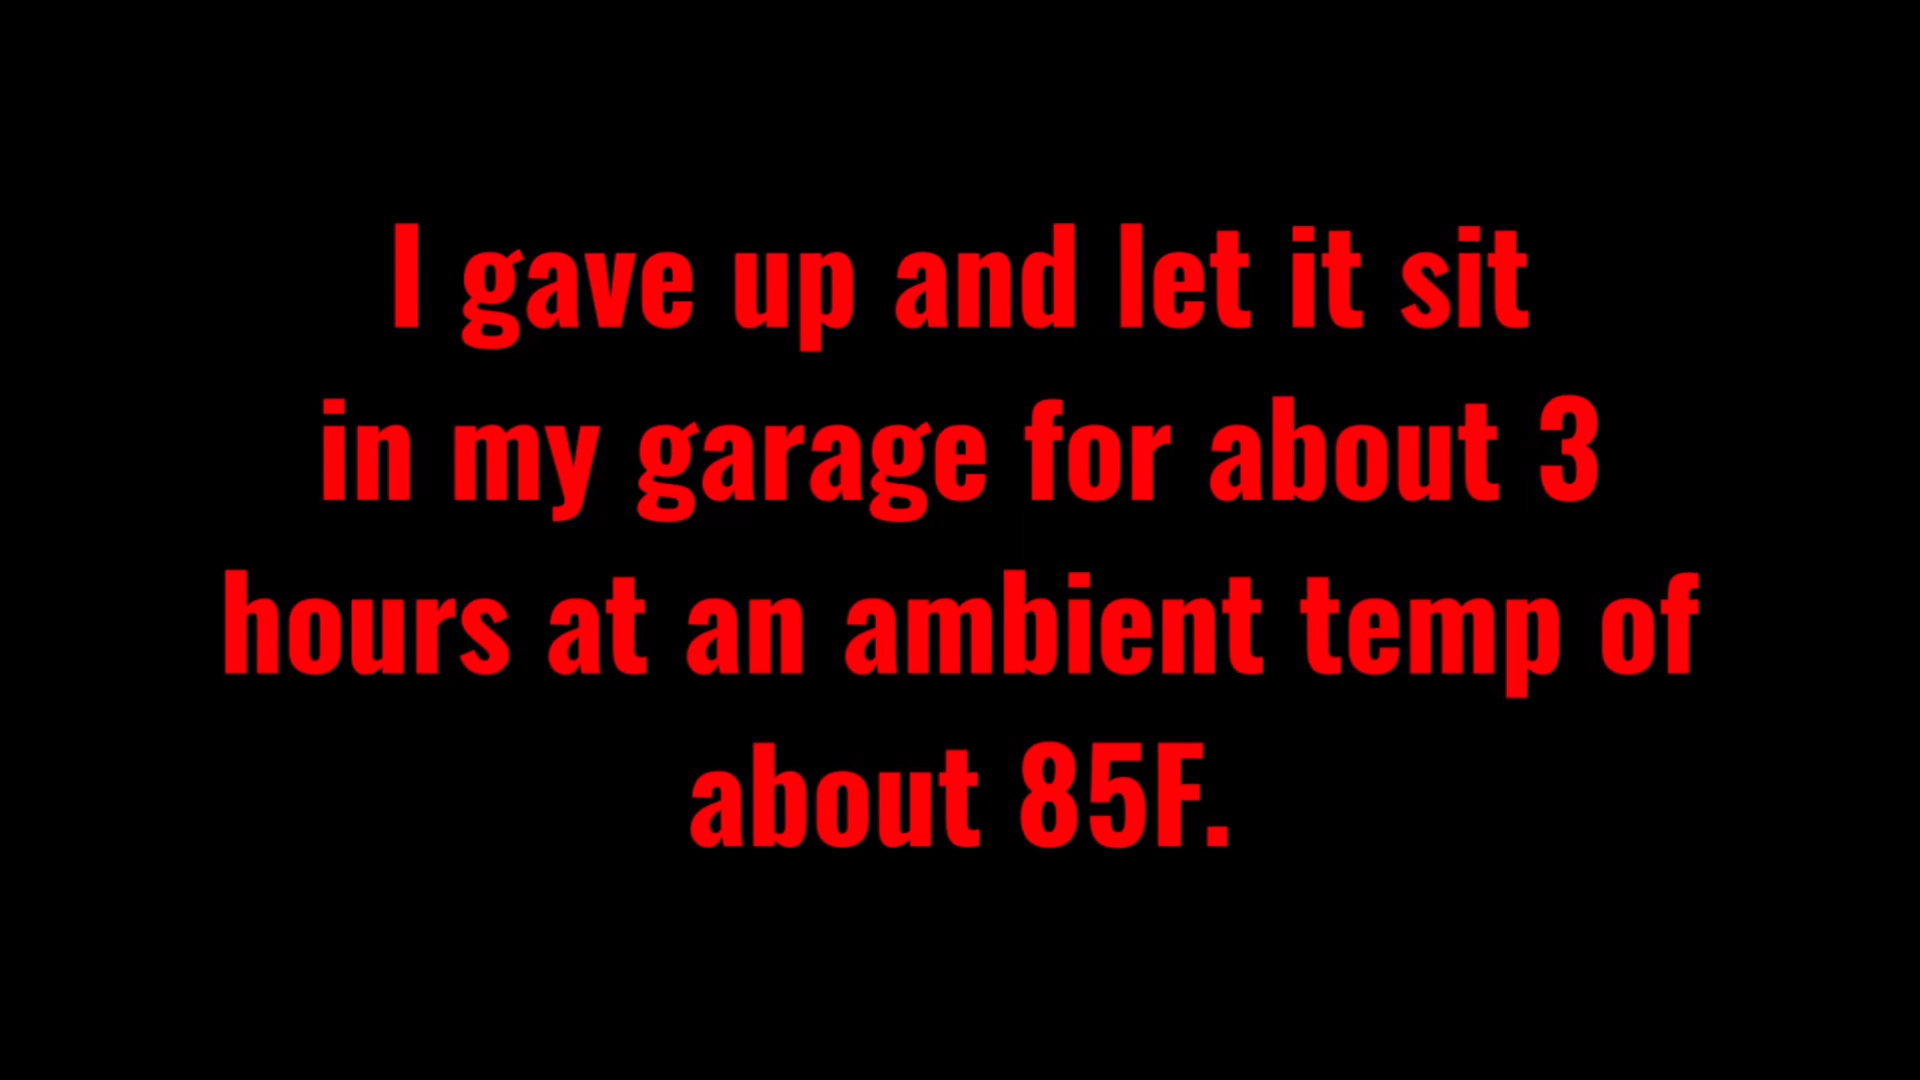 I gave up and let it sit
in my garage for about 3
hours at an ambient temp of
about 85F.